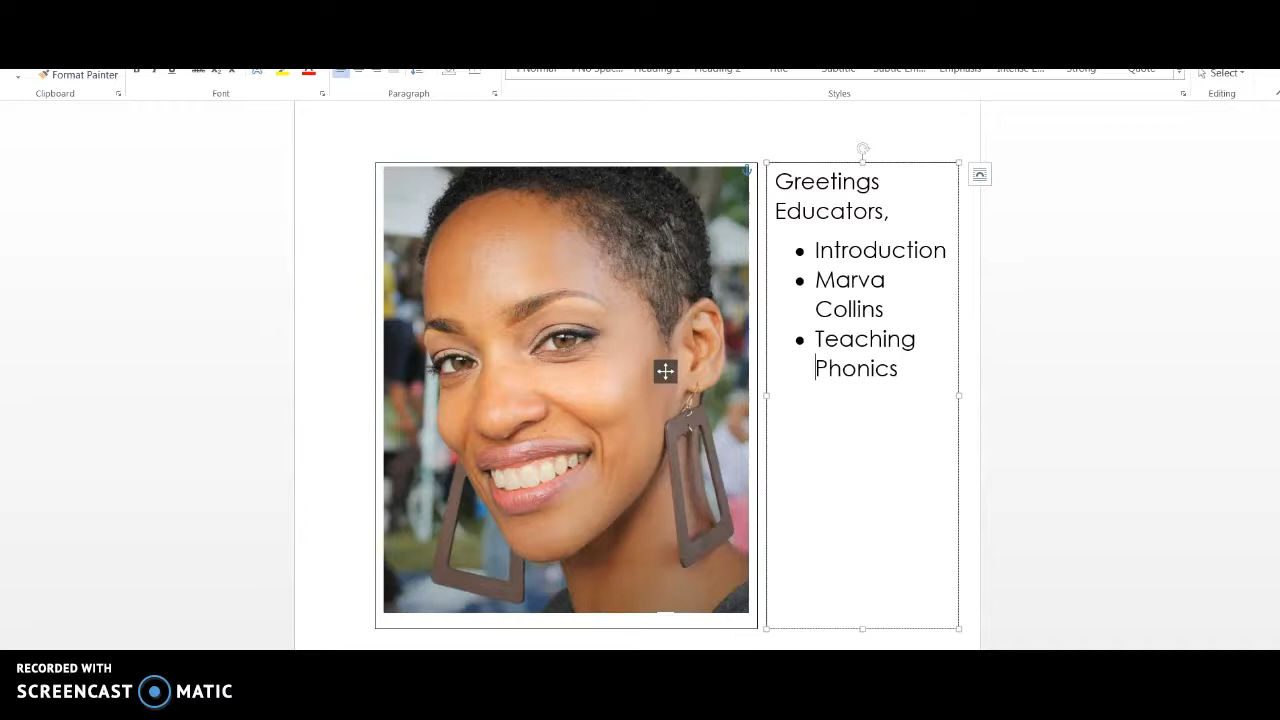 Format Painter
Select
Clipboard
Font
Paragraph
Styles
Editing
Greetings
Educators,
• Introduction
• Marva
Collins
• Teaching
Phonics
RECORDED WITH
SCREENCAST MATIC